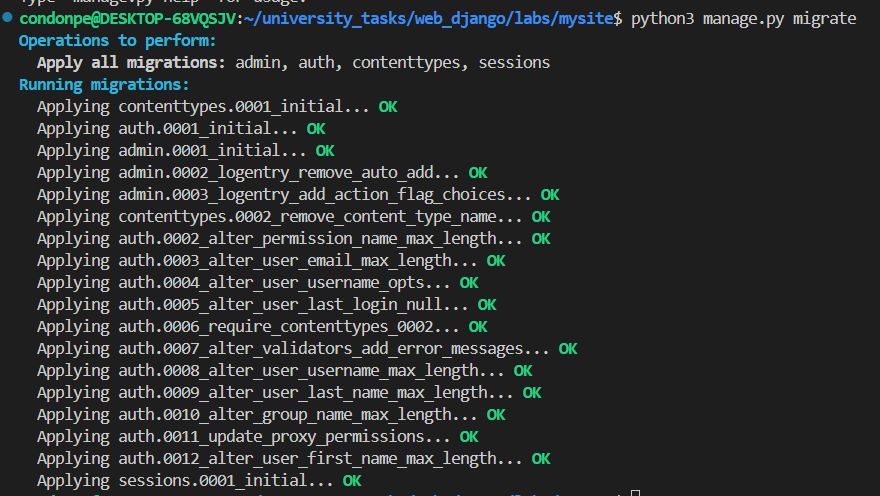 condonpe@DESKTOP-68VQSJV:~/university_tasks/web_django/labs/mysite$ python3 manage.py migrate
Operations to perform:
  Apply all migrations: admin, auth, contenttypes, sessions
Running migrations:
  Applying contenttypes.0001_initial... OK
  Applying auth.0001_initial... OK
  Applying admin.0001_initial... OK
  Applying admin.0002_logentry_remove_auto_add... OK
  Applying admin.0003_logentry_add_action_flag_choices... OK
  Applying contenttypes.0002_remove_content_type_name... OK
  Applying auth.0002_alter_permission_name_max_length... OK
  Applying auth.0003_alter_user_email_max_length... OK
  Applying auth.0004_alter_user_username_opts... OK
  Applying auth.0005_alter_user_last_login_null... OK
  Applying auth.0006_require_contenttypes_0002... OK
  Applying auth.0007_alter_validators_add_error_messages... OK
  Applying auth.0008_alter_user_username_max_length... OK
  Applying auth.0009_alter_user_last_name_max_length... OK
  Applying auth.0010_alter_group_name_max_length... OK
  Applying auth.0011_update_proxy_permissions... OK
  Applying auth.0012_alter_user_first_name_max_length... OK
  Applying sessions.0001_initial... OK